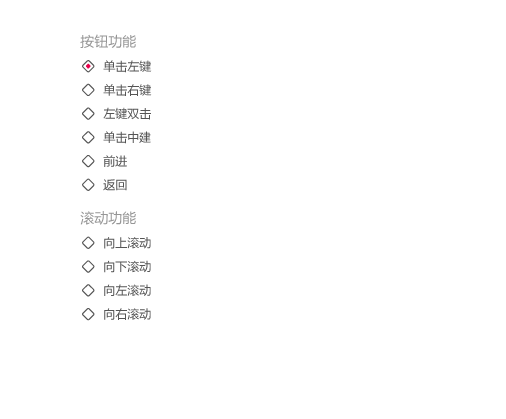 按钮功能
单击左键
单击右键
左键双击
单击中建
前进
返回
滚动功能
向上滚动
向下滚动
向左滚动
向右滚动